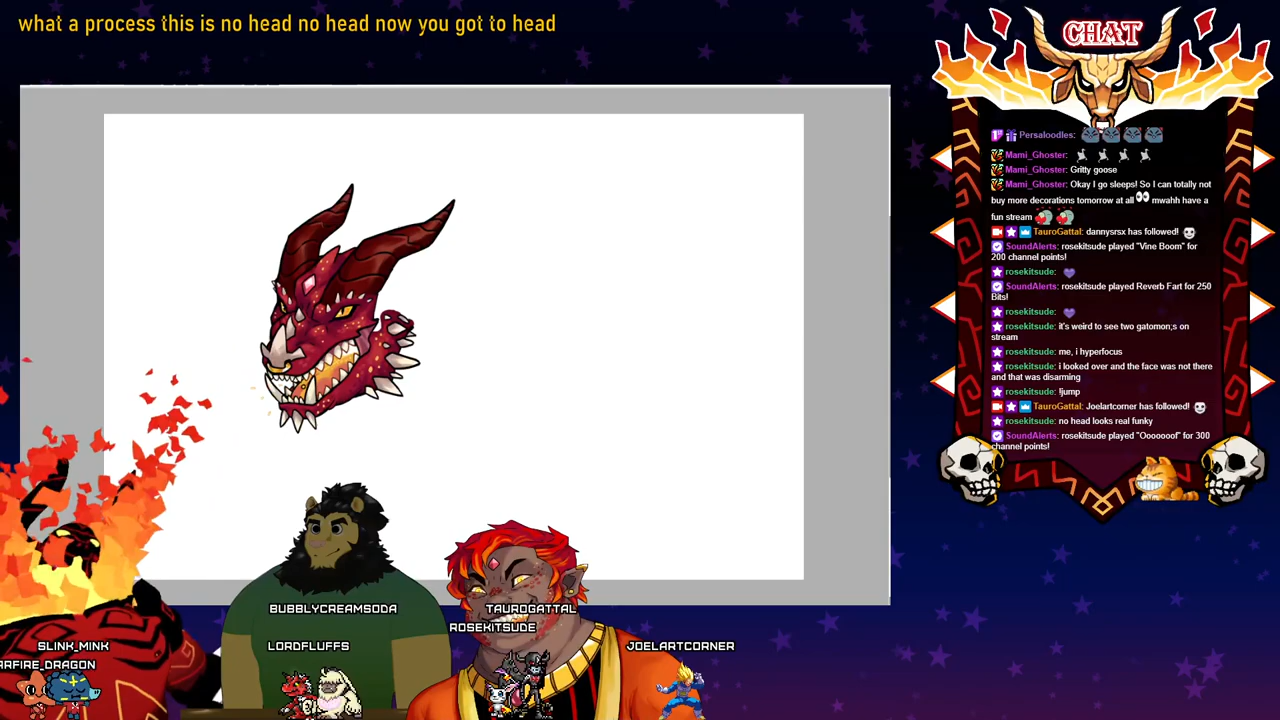 what a process this is no head no head now you got to head
CHAT
Persaloodles:
Mami_Ghoster:
Mami_Ghoster: Gritty goose
Mami_Ghoster: Okay I go sleeps! So I can totally not
buy more decorations tomorrow at all mwahh have a
fun stream
TauroGattal: dannysrsx has followed!
SoundAlerts: rosekitsude played "Vine Boom" for
200 channel points!
rosekitsude:
SoundAlerts: rosekitsude played Reverb Fart for 250
Bits!
rosekitsude:
rosekitsude: it's weird to see two gatomon;s on
stream
rosekitsude: me, i hyperfocus
rosekitsude: i looked over and the face was not there
and that was disarming
rosekitsude: !jump
TauroGattal: Joelartcorner has followed!
rosekitsude: no head looks real funky
SoundAlerts: rosekitsude played "Ooooooof" for 300
channel points!
BUBBLYCREAMSODA
TAUROGATTAL
ROSEKITSUDE
SLINK_MINK
LORDFLUFFS
JOELARTCORNER
ARFIRE_DRAGON